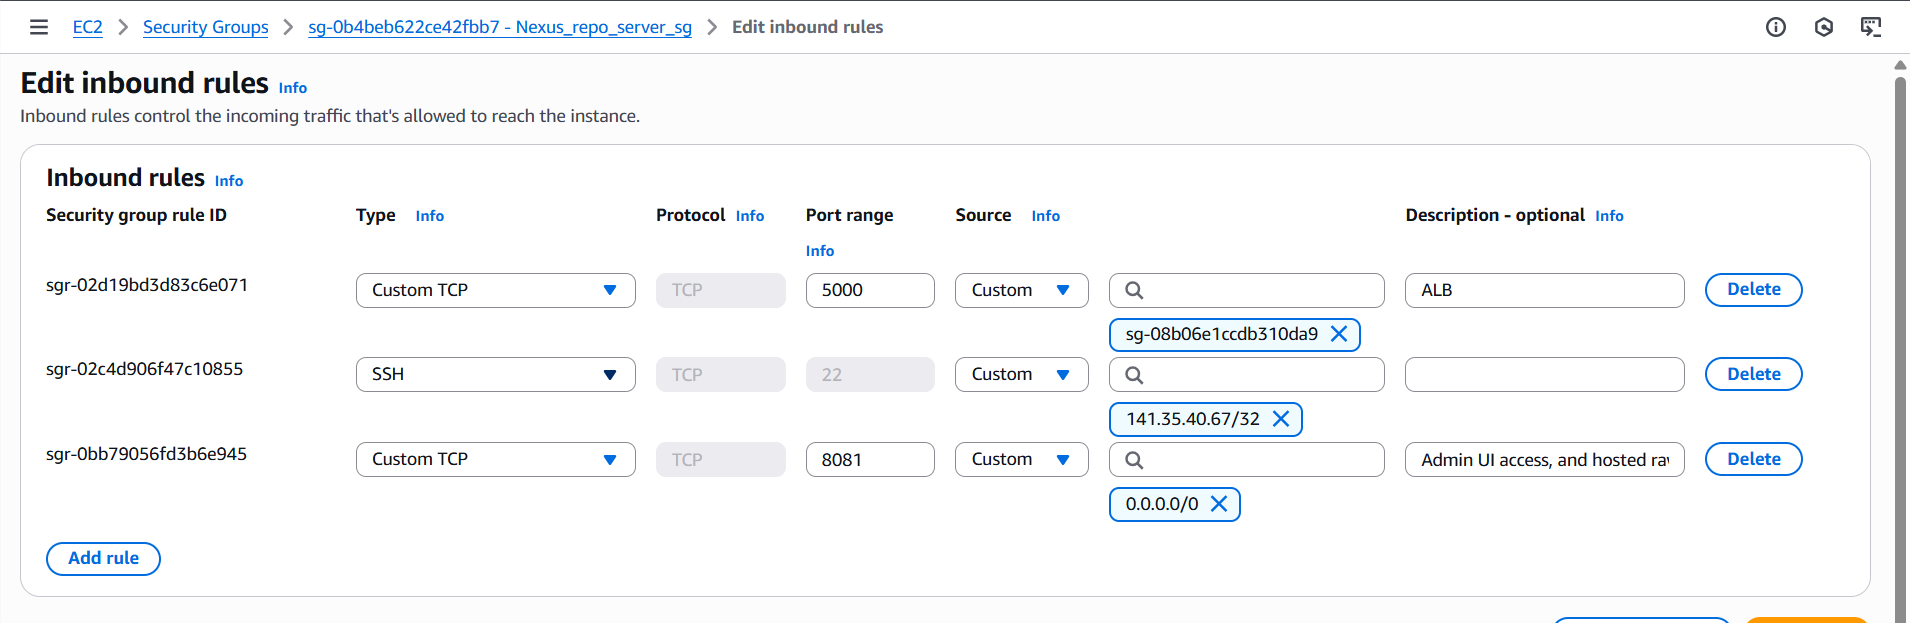 EC2 > Security Groups > sg-0b4beb622ce42fbb7 - Nexus_repo_server_sg > Edit inbound rules
Edit inbound rules Info
Inbound rules control the incoming traffic that's allowed to reach the instance.
Inbound rules Info
Security group rule ID Type Info Protocol Info Port range Source Info Description - optional Info
Info
sgr-02d19bd3d83c6e071 Custom TCP TCP 5000 Custom ALB Delete
sg-08b06e1ccdb310da9
sgr-02c4d906f47c10855 SSH TCP 22 Custom Delete
141.35.40.67/32
sgr-0bb79056fd3b6e945 Custom TCP TCP 8081 Custom Admin UI access, and hosted Delete
0.0.0.0/0
Add rule